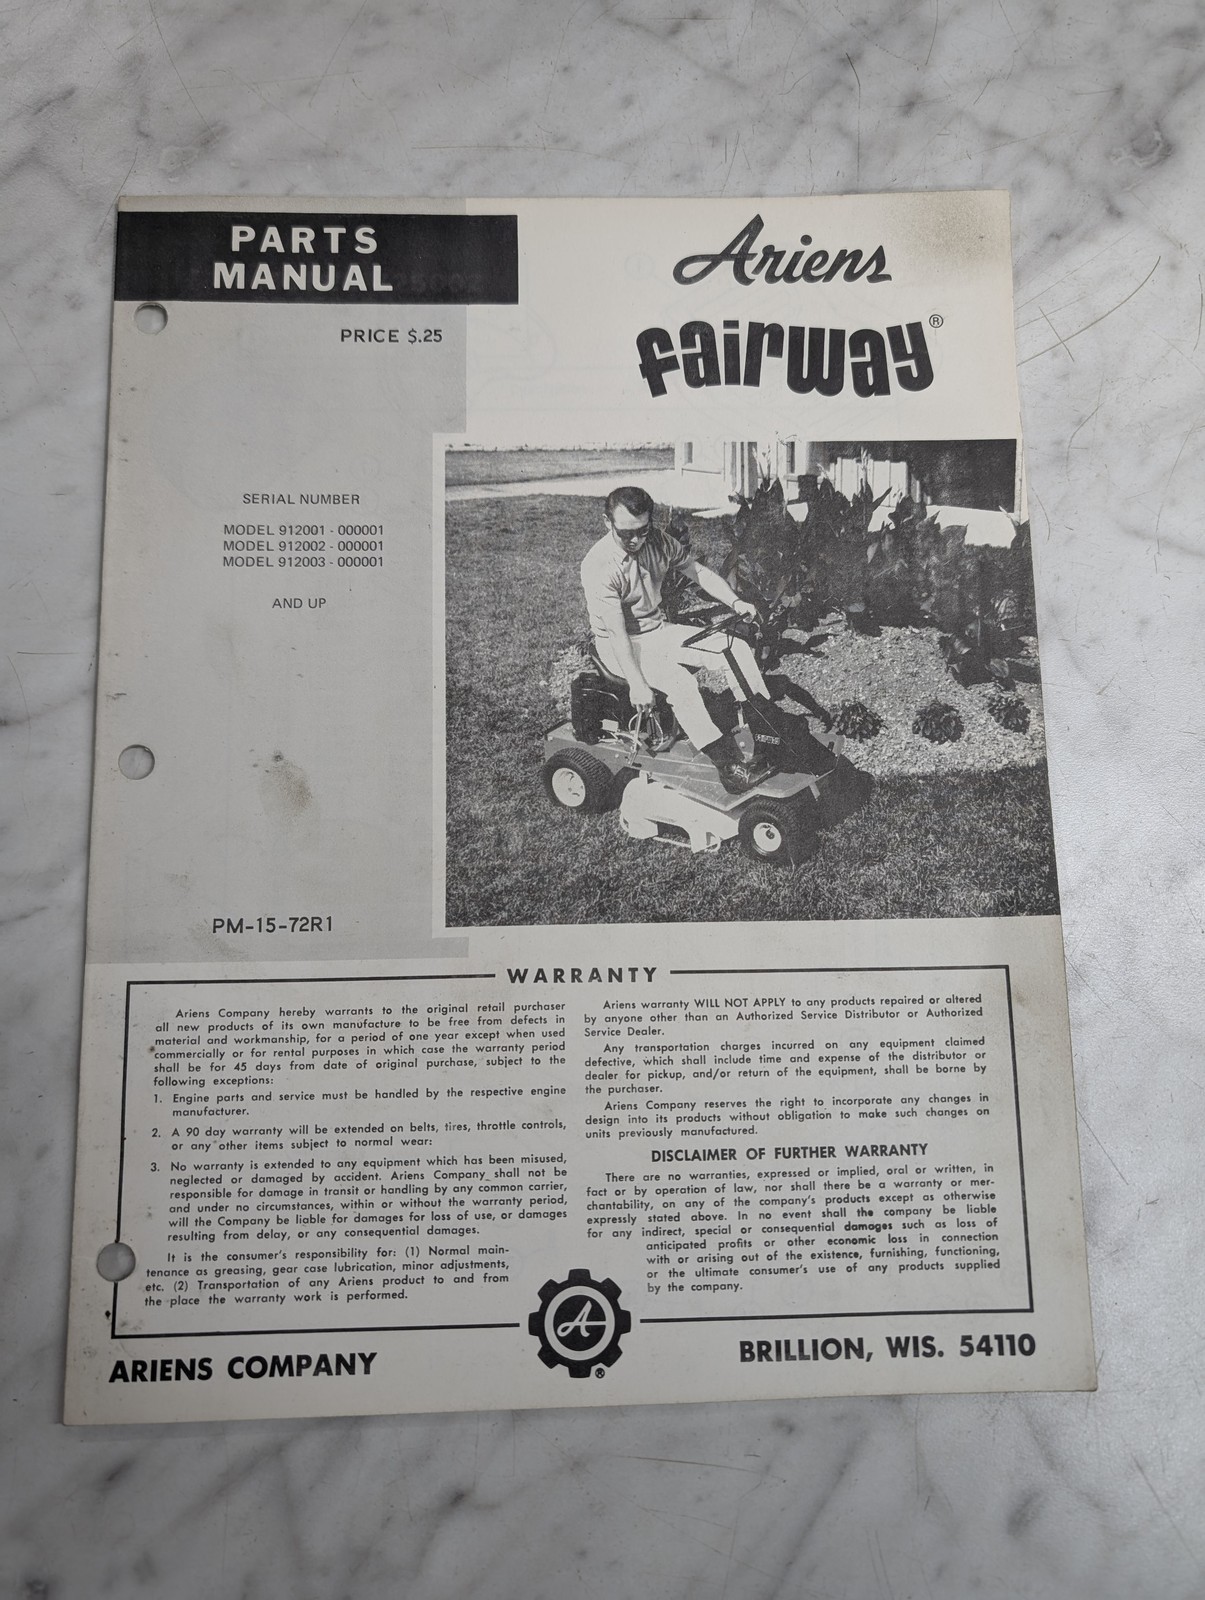 PARTS
MANUAL
PRICE $.25
Ariens
fairway®
SERIAL NUMBER
MODEL 912001 - 000001
MODEL 912002 - 000001
MODEL 912003 - 000001
AND UP
PM-15-72R1
WARRANTY
Ariens Company hereby warrants to the original retail purchaser
all new products of its own manufacture to be free from defects in
material and workmanship, for a period of one year except when used
commercially or for rental purposes in which case the warranty period
shall be for 45 days from date of original purchase, subject to the
following exceptions:
1. Engine parts and service must be handled by the respective engine
manufacturer.
2. A 90 day warranty will be extended on belts, tires, throttle controls,
or any other items subject to normal wear:
3. No warranty is extended to any equipment which has been misused,
neglected or damaged by accident. Ariens Company shall not be
responsible for damage in transit or handling by any common carrier,
and under no circumstances, within or without the warranty period,
will the Company be liable for damages for loss of use, or damages
resulting from delay, or any consequential damages.
It is the consumer's responsibility for: (1) Normal main-
tenance as greasing, gear case lubrication, minor adjustments,
etc. (2) Transportation of any Ariens product to and from
the place the warranty work is performed.
Ariens warranty WILL NOT APPLY to any products repaired or altered
by anyone other than an Authorized Service Distributor or Authorized
Service Dealer.
Any transportation charges incurred on any equipment claimed
defective, which shall include time and expense of the distributor or
dealer for pickup, and/or return of the equipment, shall be borne by
the purchaser.
Ariens Company reserves the right to incorporate any changes in
design into its products without obligation to make such changes on
units previously manufactured.
DISCLAIMER OF FURTHER WARRANTY
There are no warranties, expressed or implied, oral or written, in
fact or by operation of law, nor shall there be a warranty or mer-
chantability, on any of the company's products except as otherwise
expressly stated above. In no event shall the company be liable
for any indirect, special or consequential damages such as loss of
anticipated profits or other economic loss in connection
with or arising out of the existence, furnishing, functioning,
or the ultimate consumer's use of any products supplied
by the company.
A
®
ARIENS COMPANY
BRILLION, WIS. 54110